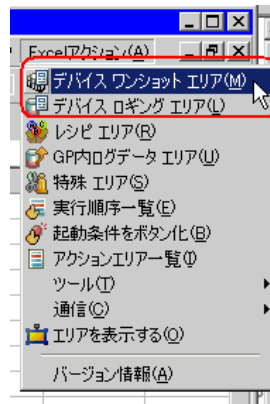 Excelアクション(A)
デバイス ワンショット エリア(M)
デバイス ロギング エリア(L)
レシピ エリア(R)
GP内ログデータ エリア(U)
特殊 エリア(S)
実行順序一覧(E)
起動条件をボタン化(B)
アクションエリア一覧(I)
ツール(T)
通信(C)
エリアを表示する(O)
バージョン情報(A)